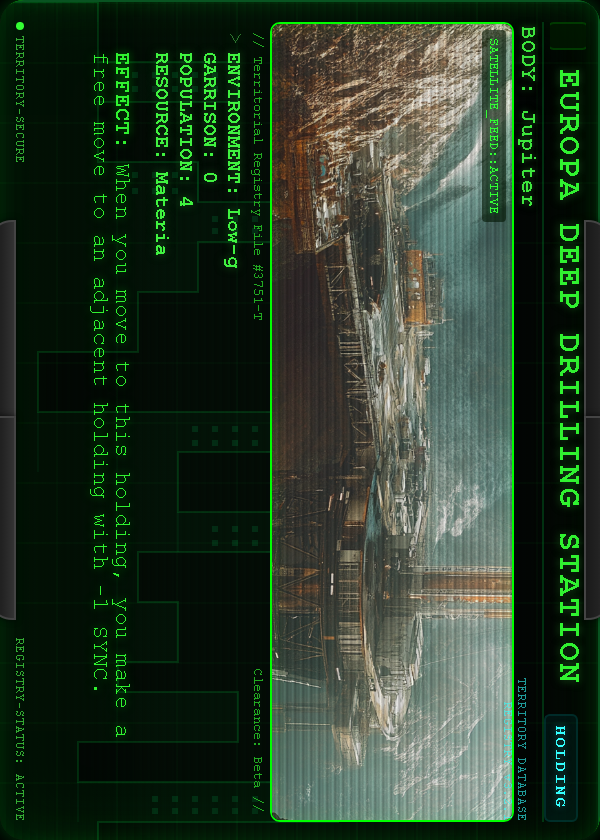 EUROPA DEEP DRILLING STATION
HOLDING
BODY: Jupiter
TERRITORY DATABASE
SATELLITE_FEED::ACTIVE
// Territorial Registry File #3751-T
Clearance: Beta //
> ENVIRONMENT: Low-g
GARRISON: 0
POPULATION: 4
RESOURCE: Materia
EFFECT: When you move to this holding, you make a
free move to an adjacent holding with -1 SYNC.
TERRITORY-SECURE
REGISTRY-STATUS: ACTIVE